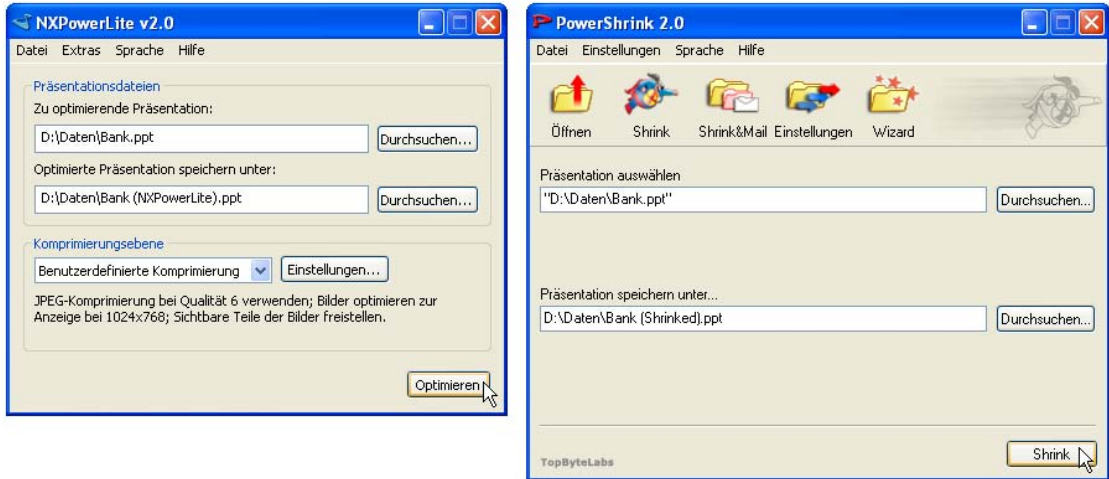 NXPowerLite v2.0
Datei Extras Sprache Hilfe
Präsentationsdateien
Zu optimierende Präsentation:
D:\Daten\Bank.ppt
Durchsuchen...
Optimierte Präsentation speichern unter:
D:\Daten\Bank (NXPowerLite).ppt
Durchsuchen...
Komprimierungsebene
Benutzerdefinierte Komprimierung
Einstellungen...
JPEG-Komprimierung bei Qualität 6 verwenden; Bilder optimieren zur
Anzeige bei 1024x768; Sichtbare Teile der Bilder freistellen.
Optimieren
PowerShrink 2.0
Datei Einstellungen Sprache Hilfe
Öffnen Shrink Shrink&Mail Einstellungen Wizard
Präsentation auswählen
"D:\Daten\Bank.ppt"
Durchsuchen...
Präsentation speichern unter...
D:\Daten\Bank (Shrinked).ppt
Durchsuchen...
TopByteLabs
Shrink